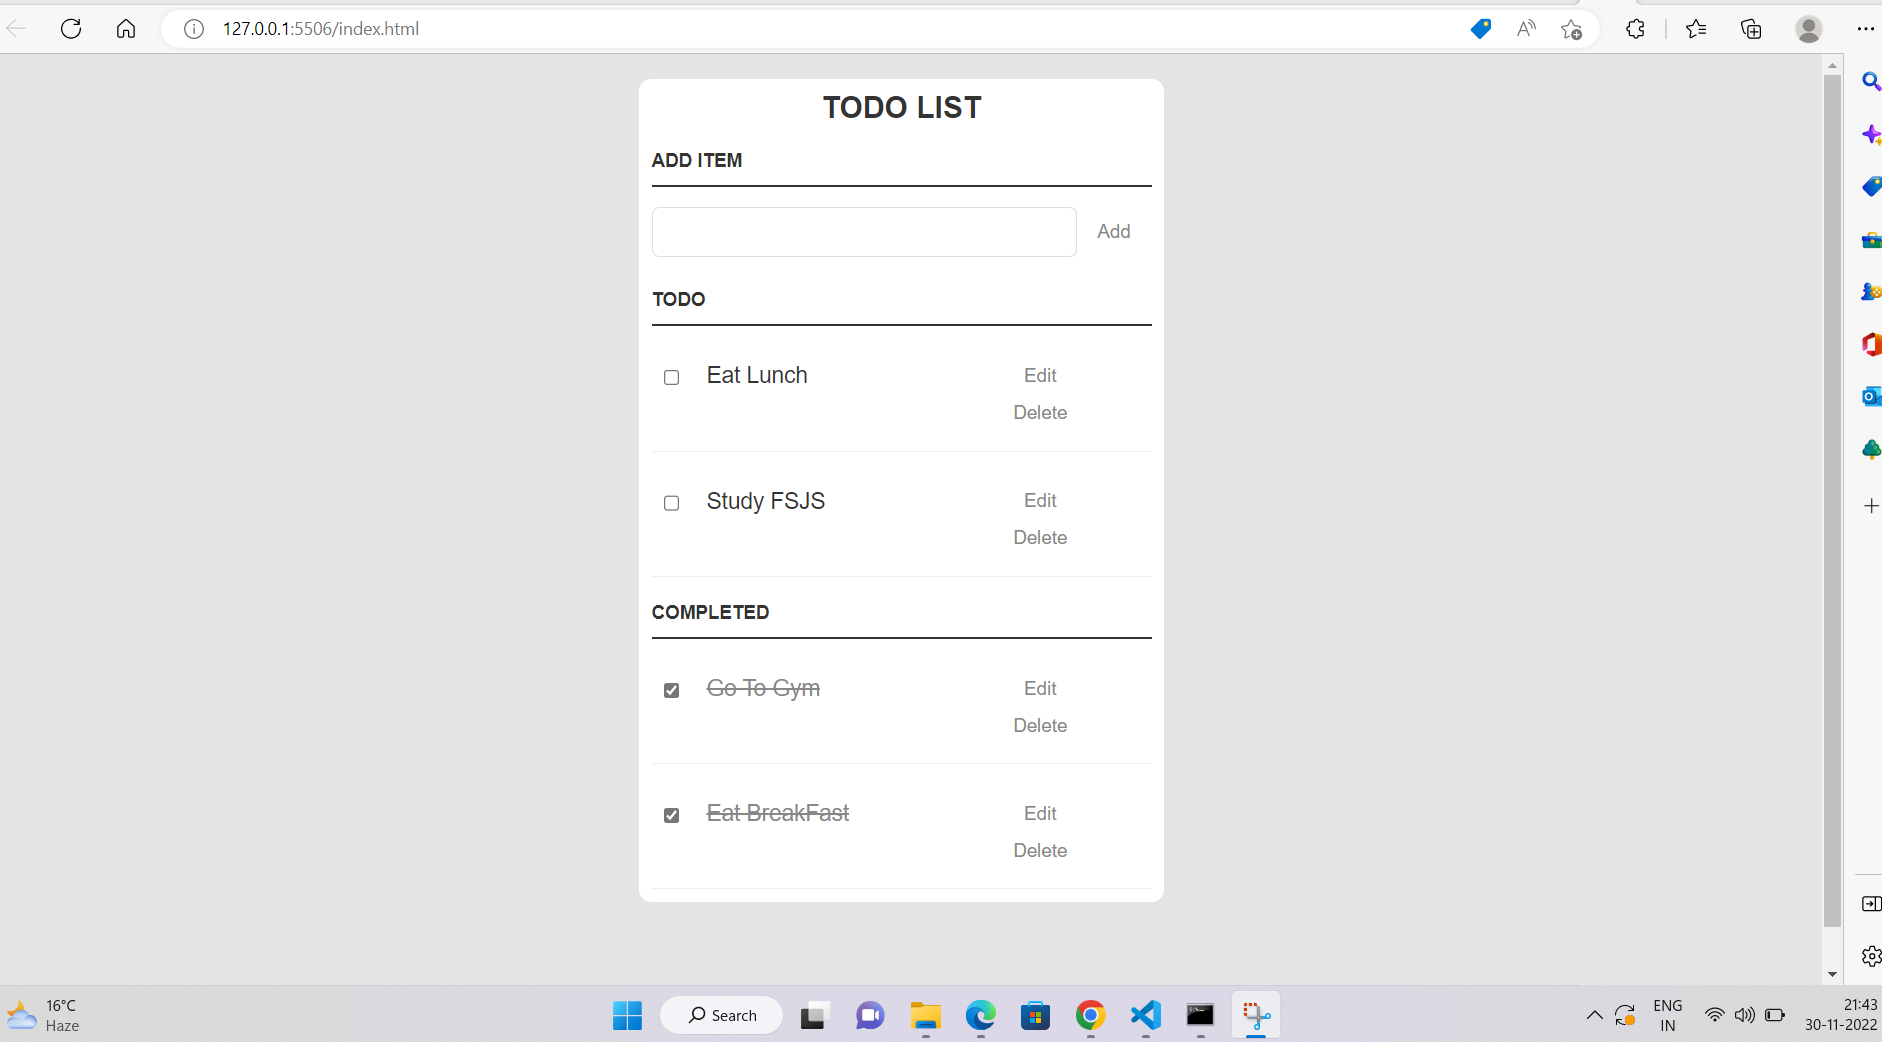 127.0.0.1:5506/index.html
TODO LIST
ADD ITEM
Add
TODO
Eat Lunch
Edit
Delete
Study FSJS
Edit
Delete
COMPLETED
Go To Gym
Edit
Delete
Eat BreakFast
Edit
Delete
16°C
Haze
Search
ENG
IN
21:43
30-11-2022